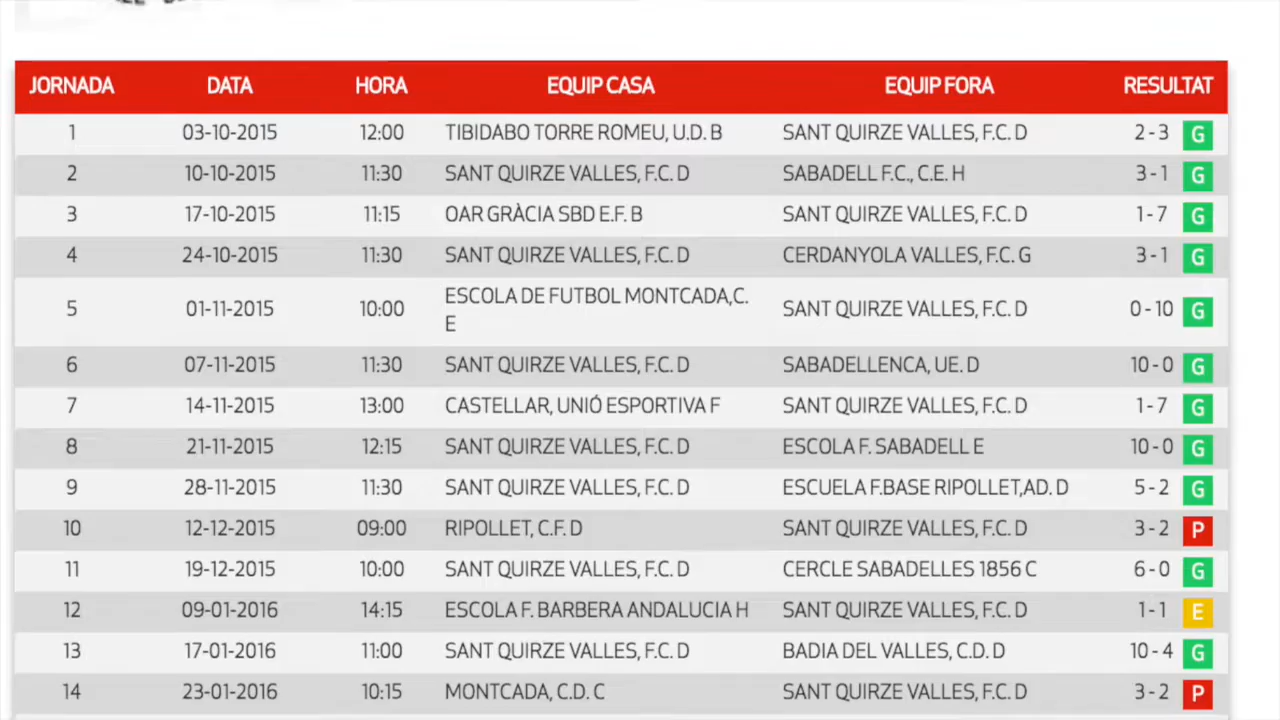 JORNADA DATA HORA EQUIP CASA EQUIP FORA RESULTAT
1 03-10-2015 12:00 TIBIDABO TORRE ROMEU, U.D. B SANT QUIRZE VALLES, F.C. D 2 - 3 G
2 10-10-2015 11:30 SANT QUIRZE VALLES, F.C. D SABADELL F.C., C.E. H 3 - 1 G
3 17-10-2015 11:15 OAR GRÀCIA SBD E.F. B SANT QUIRZE VALLES, F.C. D 1 - 7 G
4 24-10-2015 11:30 SANT QUIRZE VALLES, F.C. D CERDANYOLA VALLES, F.C. G 3 - 1 G
5 01-11-2015 10:00 ESCOLA DE FUTBOL MONTCADA,C. SANT QUIRZE VALLES, F.C. D 0 - 10 G
E
6 07-11-2015 11:30 SANT QUIRZE VALLES, F.C. D SABADELLENCA, UE. D 10 - 0 G
7 14-11-2015 13:00 CASTELLAR, UNIÓ ESPORTIVA F SANT QUIRZE VALLES, F.C. D 1 - 7 G
8 21-11-2015 12:15 SANT QUIRZE VALLES, F.C. D ESCOLA F. SABADELL E 10 - 0 G
9 28-11-2015 11:30 SANT QUIRZE VALLES, F.C. D ESCUELA F.BASE RIPOLLET,AD. D 5 - 2 G
10 12-12-2015 09:00 RIPOLLET, C.F. D SANT QUIRZE VALLES, F.C. D 3 - 2 P
11 19-12-2015 10:00 SANT QUIRZE VALLES, F.C. D CERCLE SABADELLES 1856 C 6 - 0 G
12 09-01-2016 14:15 ESCOLA F. BARBERA ANDALUCIA H SANT QUIRZE VALLES, F.C. D 1 - 1 E
13 17-01-2016 11:00 SANT QUIRZE VALLES, F.C. D BADIA DEL VALLES, C.D. D 10 - 4 G
14 23-01-2016 10:15 MONTCADA, C.D. C SANT QUIRZE VALLES, F.C. D 3 - 2 P